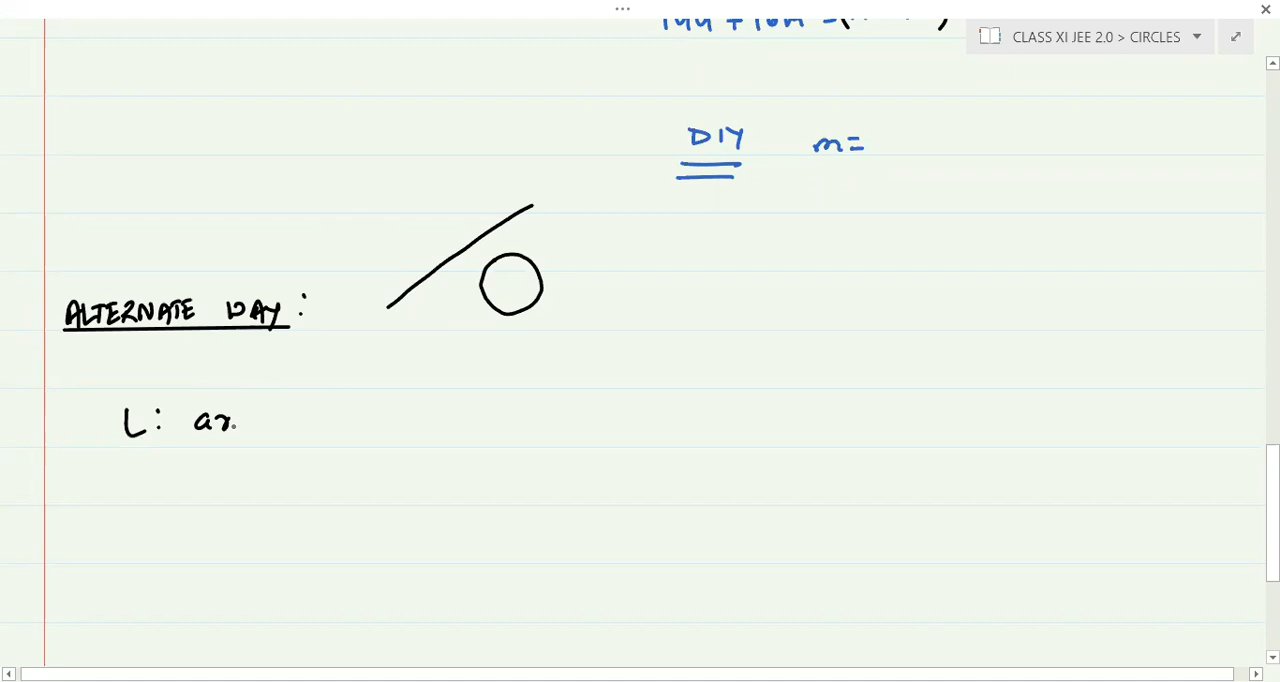 CLASS XI JEE 2.0 > CIRCLES
DIY m=
ALTERNATE WAY:
L: ax